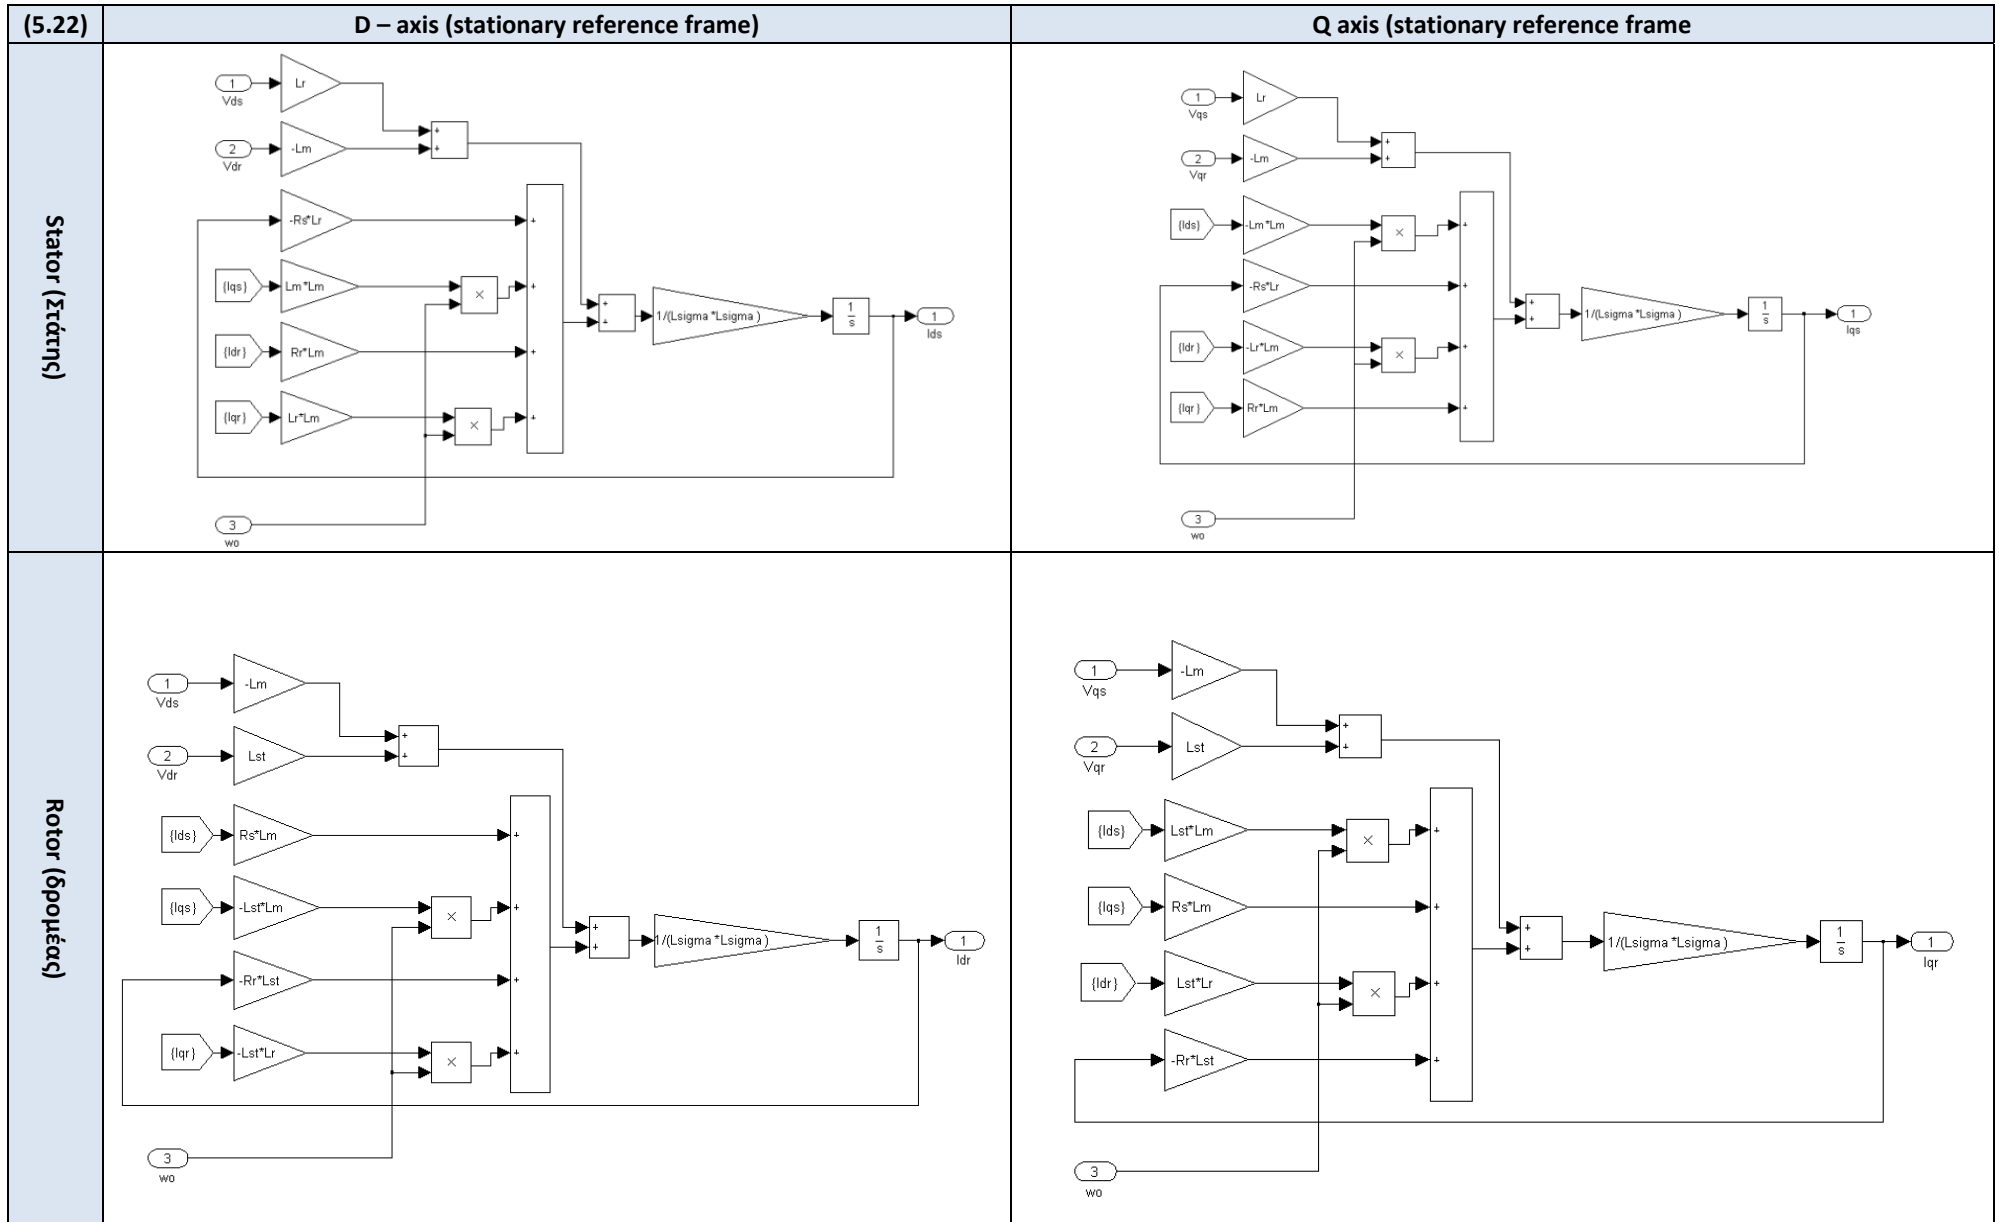 (5.22)
D – axis (stationary reference frame)
Q axis (stationary reference frame
Stator (Στάτης)
1
Vds
Lr
2
Vdr
-Lm
+
+
-Rs*Lr
{Iqs}
Lm*Lm
×
{Idr}
Rr*Lm
{Iqr}
Lr*Lm
×
+
+
+
+
+
+
1/(Lsigma *Lsigma )
1
s
1
Ids
3
wo
1
Vqs
Lr
2
Vqr
-Lm
+
+
{Ids}
-Lm*Lm
×
-Rs*Lr
{Idr}
-Lr*Lm
×
{Iqr}
Rr*Lm
+
+
+
+
+
+
1/(Lsigma *Lsigma )
1
s
1
Iqs
3
wo
Rotor (δρομέας)
1
Vds
-Lm
2
Vdr
Lst
+
+
{Ids}
Rs*Lm
{Iqs}
-Lst*Lm
×
-Rr*Lst
{Iqr}
-Lst*Lr
×
+
+
+
+
+
+
1/(Lsigma *Lsigma )
1
s
1
Idr
3
wo
1
Vqs
-Lm
2
Vqr
Lst
+
+
{Ids}
Lst*Lm
×
{Iqs}
Rs*Lm
{Idr}
Lst*Lr
×
-Rr*Lst
+
+
+
+
+
+
1/(Lsigma *Lsigma )
1
s
1
Iqr
3
wo